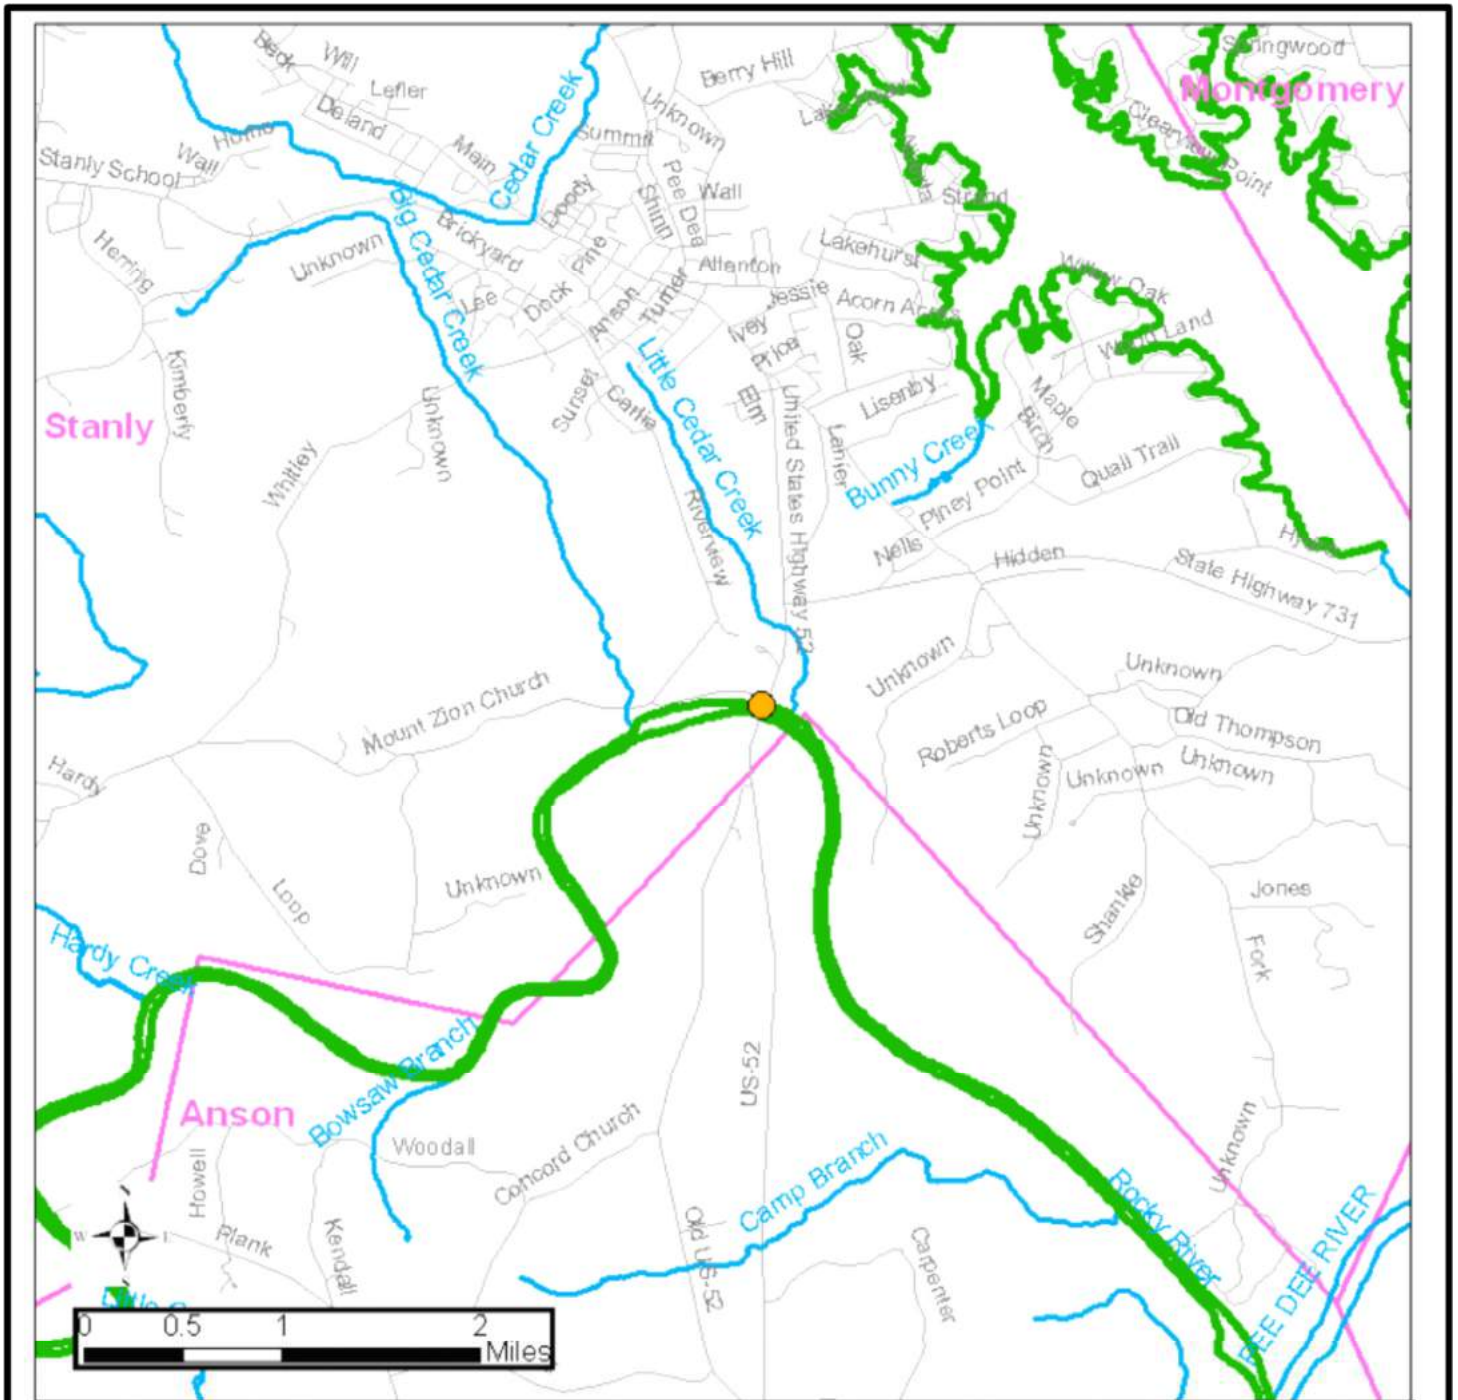 Beck
Will
Lefler
Deland
Main
Home
Wall
Stanly School
Cedar Creek
Summit
Unknown
Berry Hill
Springwood
Montgomery
Clearview Point
Pee Dee
Wall
Shinn
Doody
Strand
Herring
Unknown
Big Cedar Creek
Brickyard
Pine
Allenton
Lakehurst
Willow Oak
Lee
Dock
Anson
Turner
Jessie
Acorn Acres
Ivey
Price
Oak
Wood Land
Kimberly
Little Cedar Creek
Stanly
Unknown
Sunset
Carlia
Elm
Lisenby
Maple
Birch
Whitley
Riverview
United States Highway 52
Lanier
Bunny Creek
Piney Point
Quail Trail
Nells
Hidden
State Highway 731
Unknown
Unknown
Mount Zion Church
Roberts Loop
Old Thompson
Hardy
Unknown
Unknown
Unknown
Dove
Loop
Unknown
Shankle
Jones
Fork
Hardy Creek
Bowsaw Branch
US-52
Anson
Woodall
Concord Church
Camp Branch
Unknown
Howell
Plank
Kendall
Old US-52
Carpenter
Rocky River
PEE DEE RIVER
W
E
0
0.5
1
2
Miles